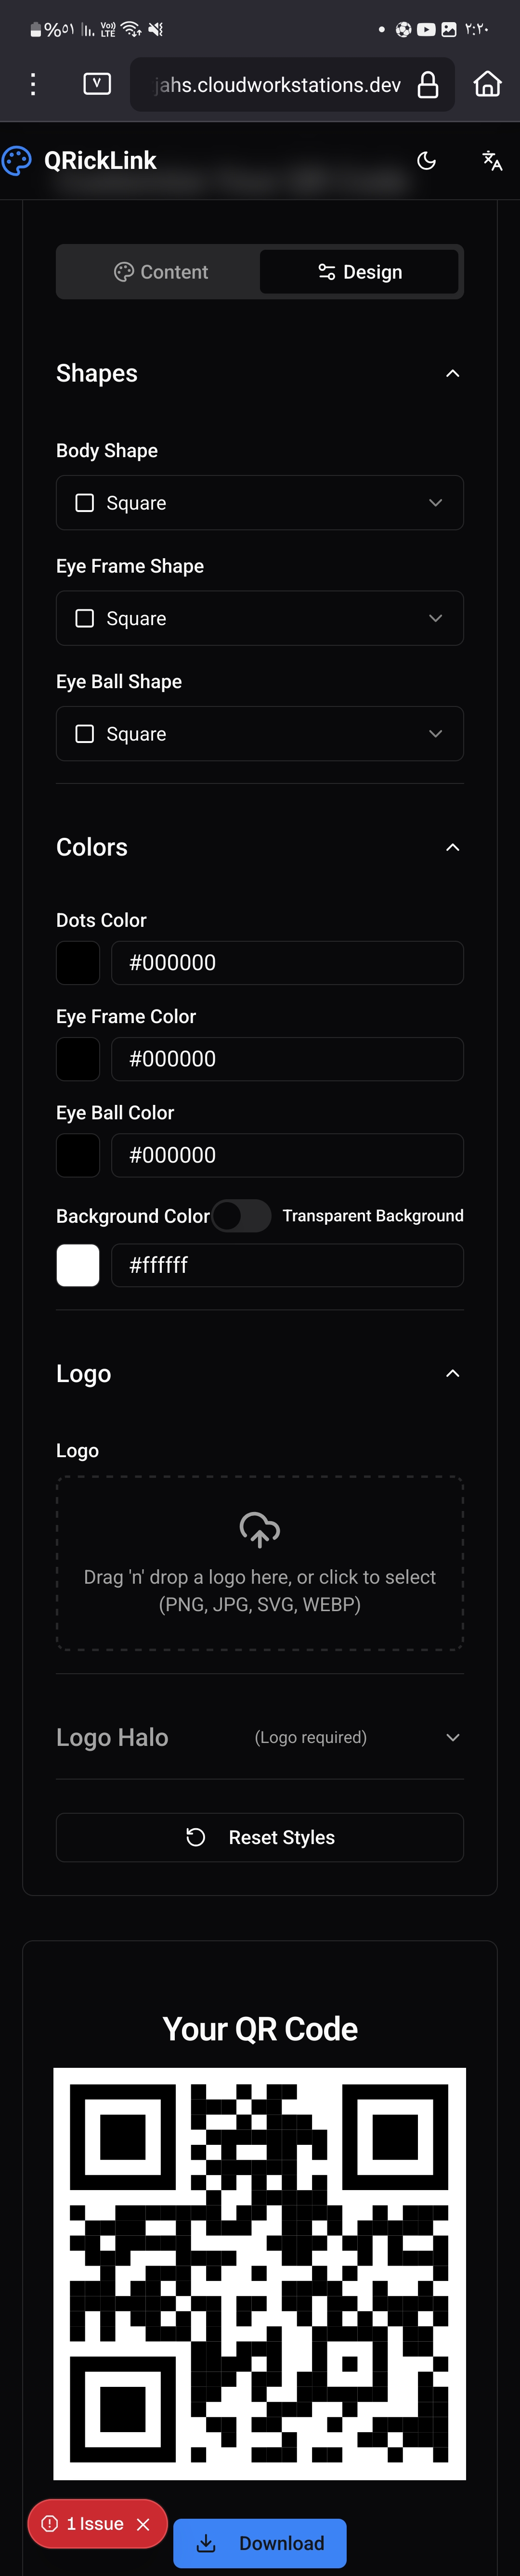 %٥١
Vo))
LTE
٢:٢٠
V
jahs.cloudworkstations.dev
QRickLink
Content
Design
Shapes
Body Shape
Square
Eye Frame Shape
Square
Eye Ball Shape
Square
Colors
Dots Color
#000000
Eye Frame Color
#000000
Eye Ball Color
#000000
Background Color
Transparent Background
#ffffff
Logo
Logo
Drag 'n' drop a logo here, or click to select
(PNG, JPG, SVG, WEBP)
Logo Halo
(Logo required)
Reset Styles
Your QR Code
1 Issue
Download